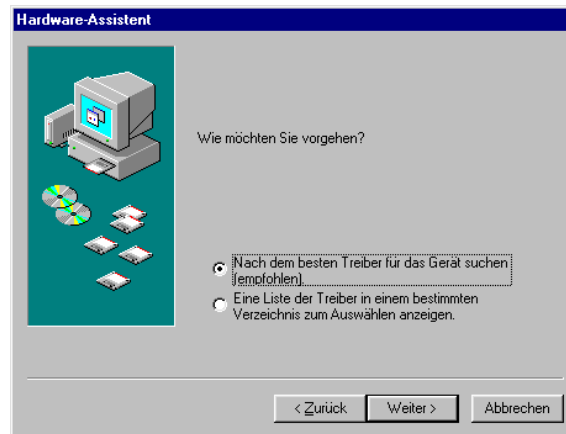 Hardware-Assistent
Wie möchten Sie vorgehen?
Nach dem besten Treiber für das Gerät suchen
(empfohlen).
Eine Liste der Treiber in einem bestimmten
Verzeichnis zum Auswählen anzeigen.
< Zurück Weiter > Abbrechen